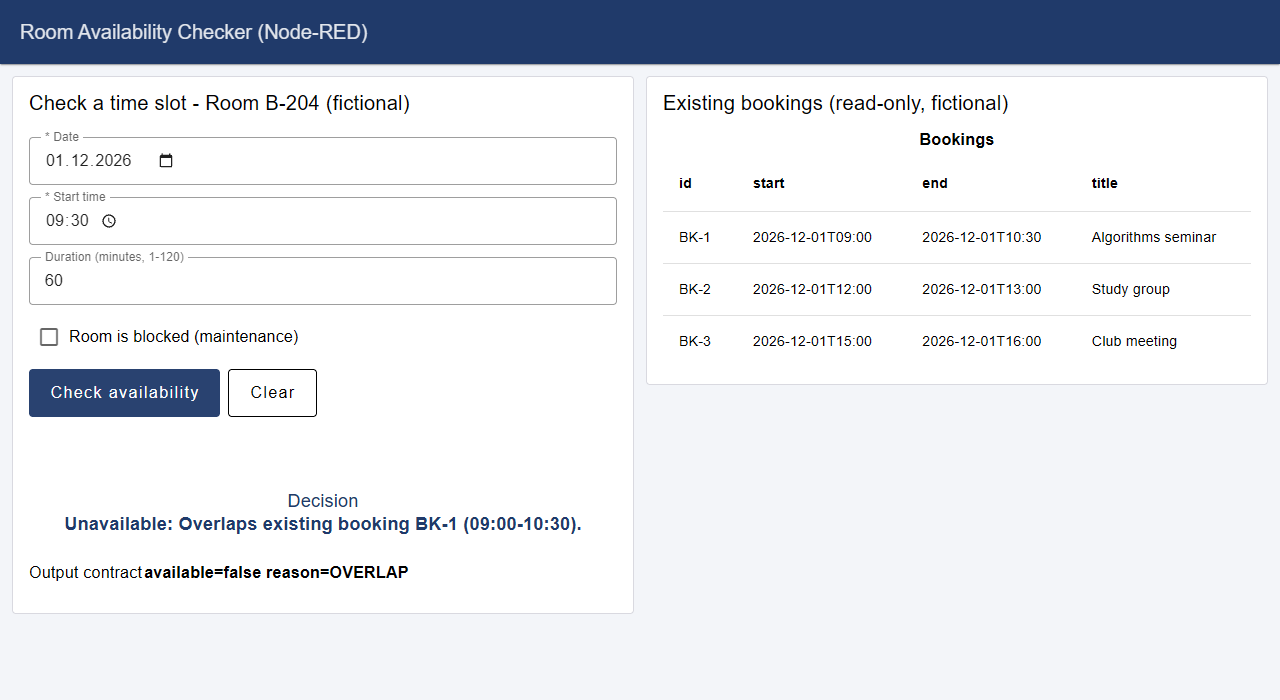 Room Availability Checker (Node-RED)
Check a time slot - Room B-204 (fictional)
* Date
01.12.2026
* Start time
09:30
Duration (minutes, 1-120)
60
Room is blocked (maintenance)
Check availability Clear
Decision
Unavailable: Overlaps existing booking BK-1 (09:00-10:30).
Output contract available=false reason=OVERLAP
Existing bookings (read-only, fictional)
Bookings
id start end title
BK-1 2026-12-01T09:00 2026-12-01T10:30 Algorithms seminar
BK-2 2026-12-01T12:00 2026-12-01T13:00 Study group
BK-3 2026-12-01T15:00 2026-12-01T16:00 Club meeting